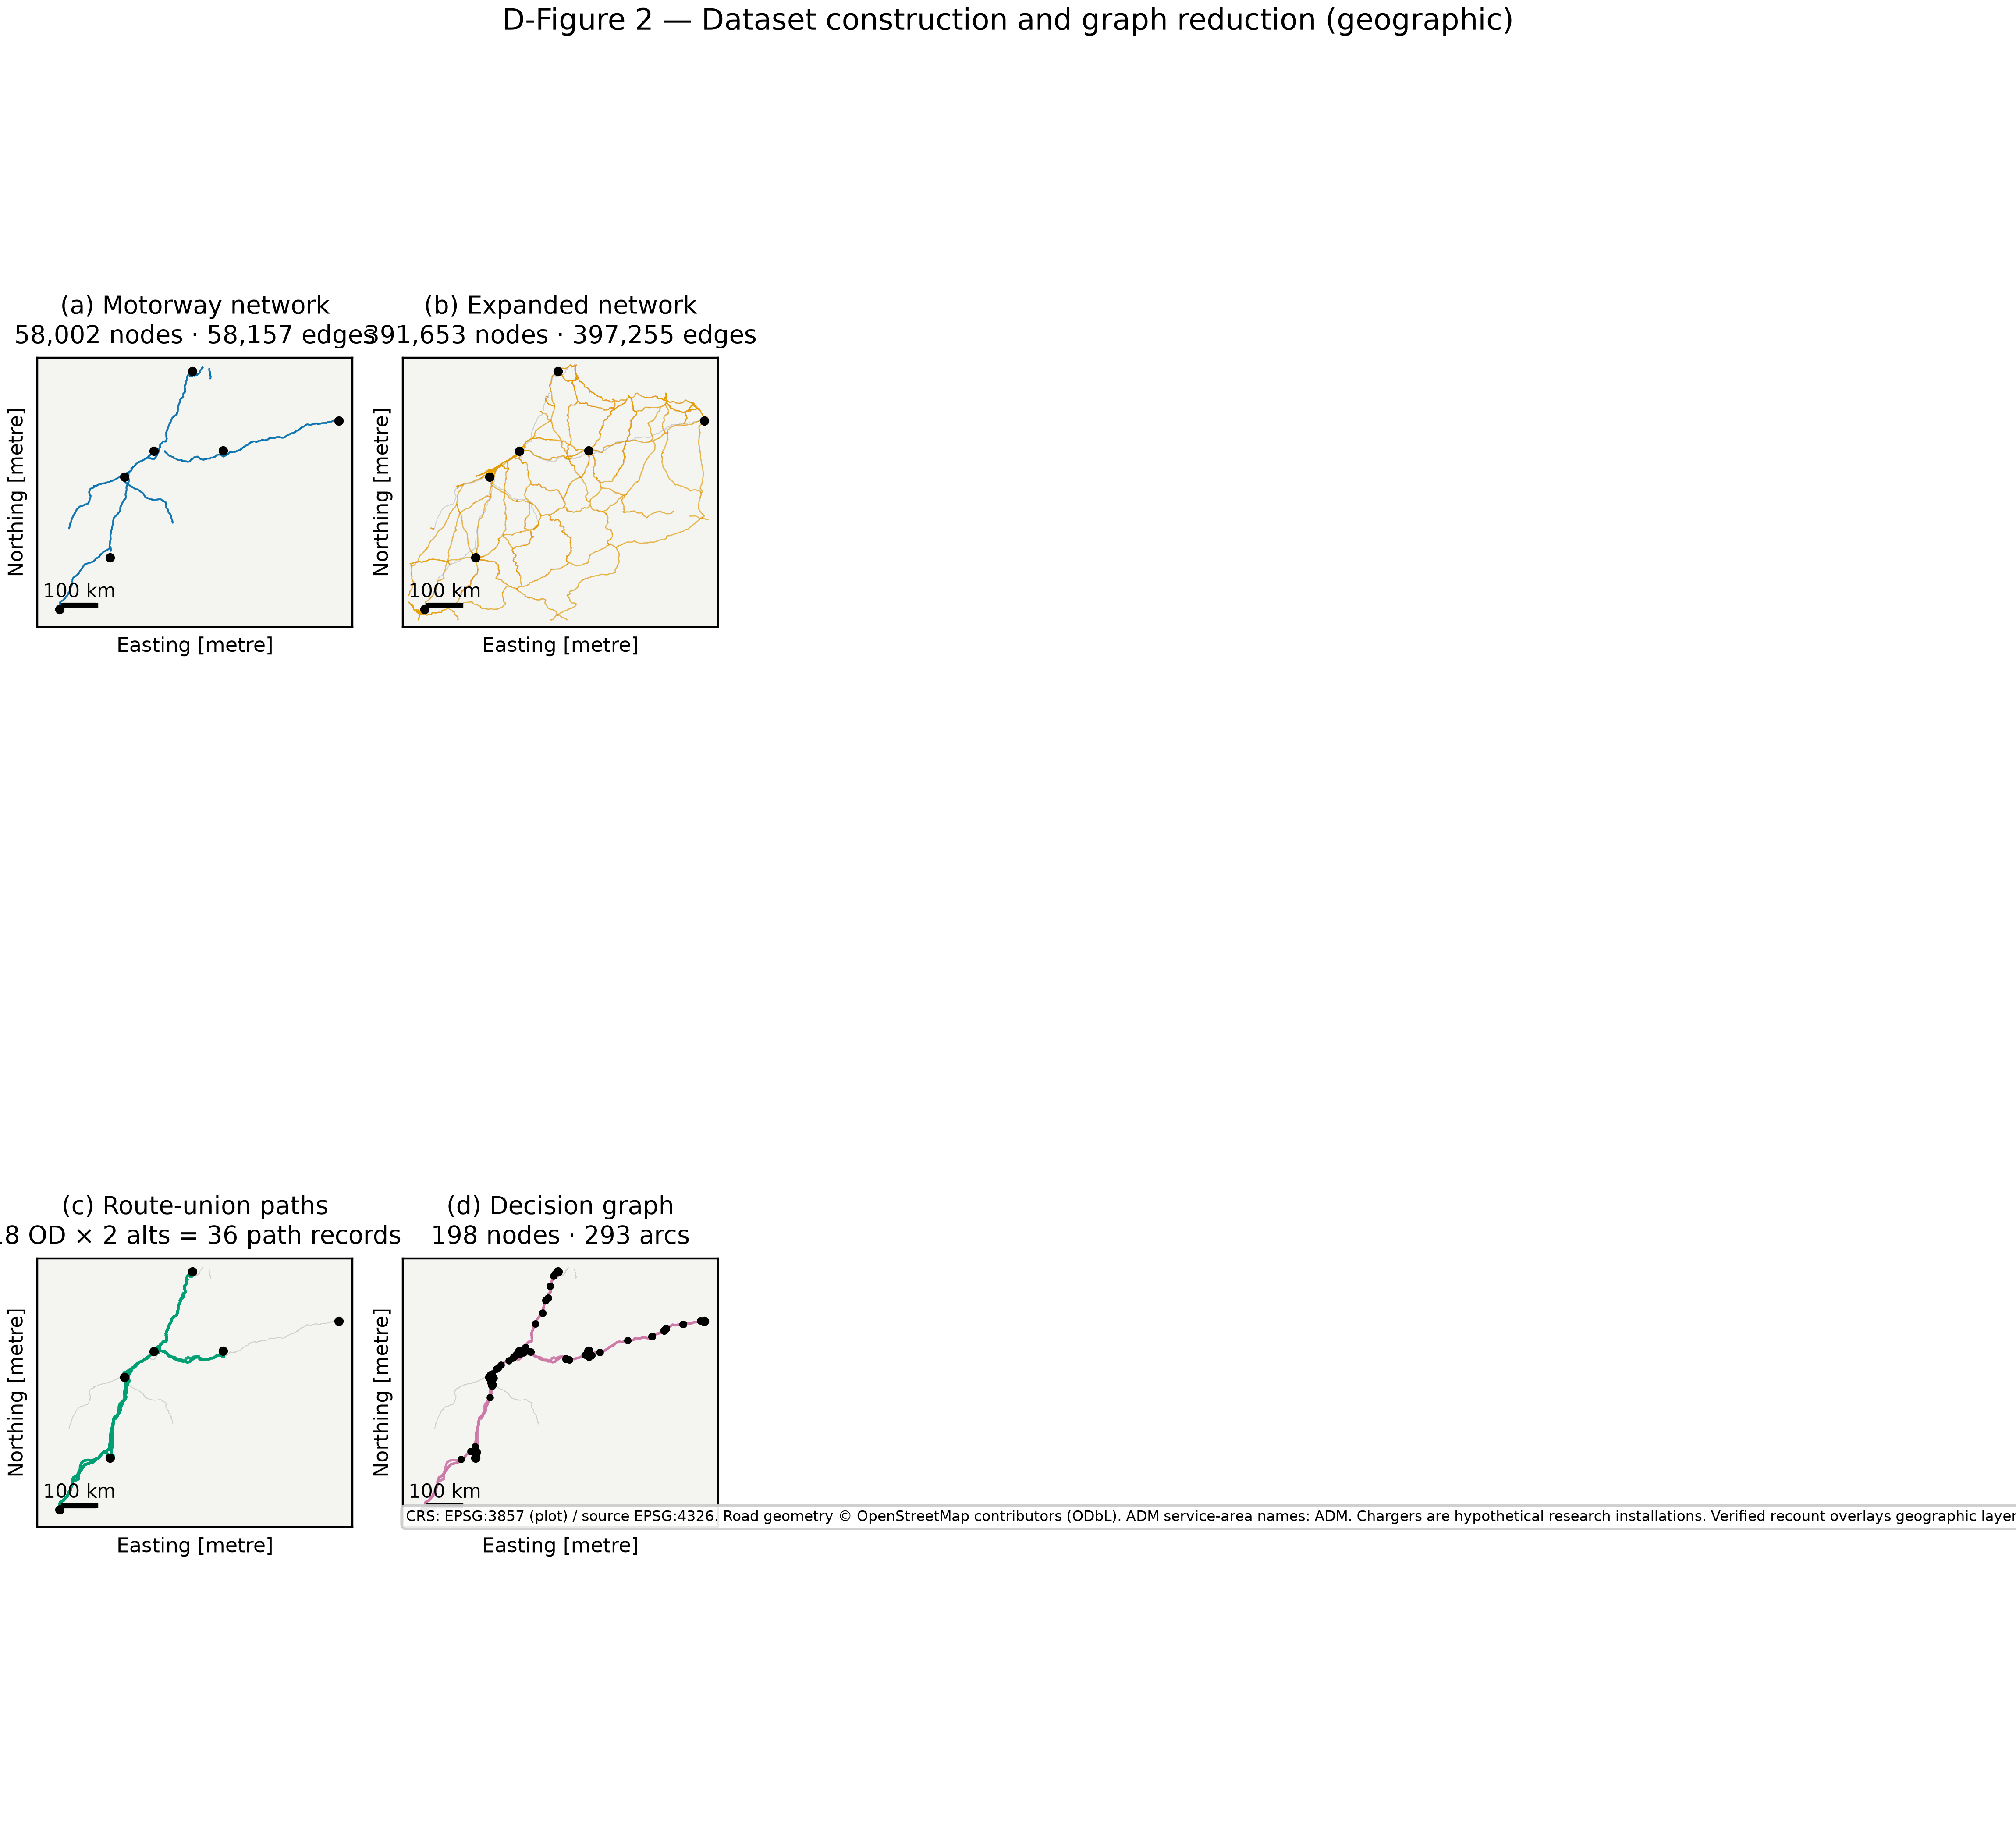 D-Figure 2 — Dataset construction and graph reduction (geographic)
(a) Motorway network
58,002 nodes · 58,157 edges
Northing [metre]
100 km
Easting [metre]
(b) Expanded network
391,653 nodes · 397,255 edges
Northing [metre]
100 km
Easting [metre]
(c) Route-union paths
18 OD × 2 alts = 36 path records
Northing [metre]
100 km
Easting [metre]
(d) Decision graph
198 nodes · 293 arcs
Northing [metre]
100 km
CRS: EPSG:3857 (plot) / source EPSG:4326. Road geometry © OpenStreetMap contributors (ODbL). ADM service-area names: ADM. Chargers are hypothetical research installations. Verified recount overlays geographic layer
Easting [metre]